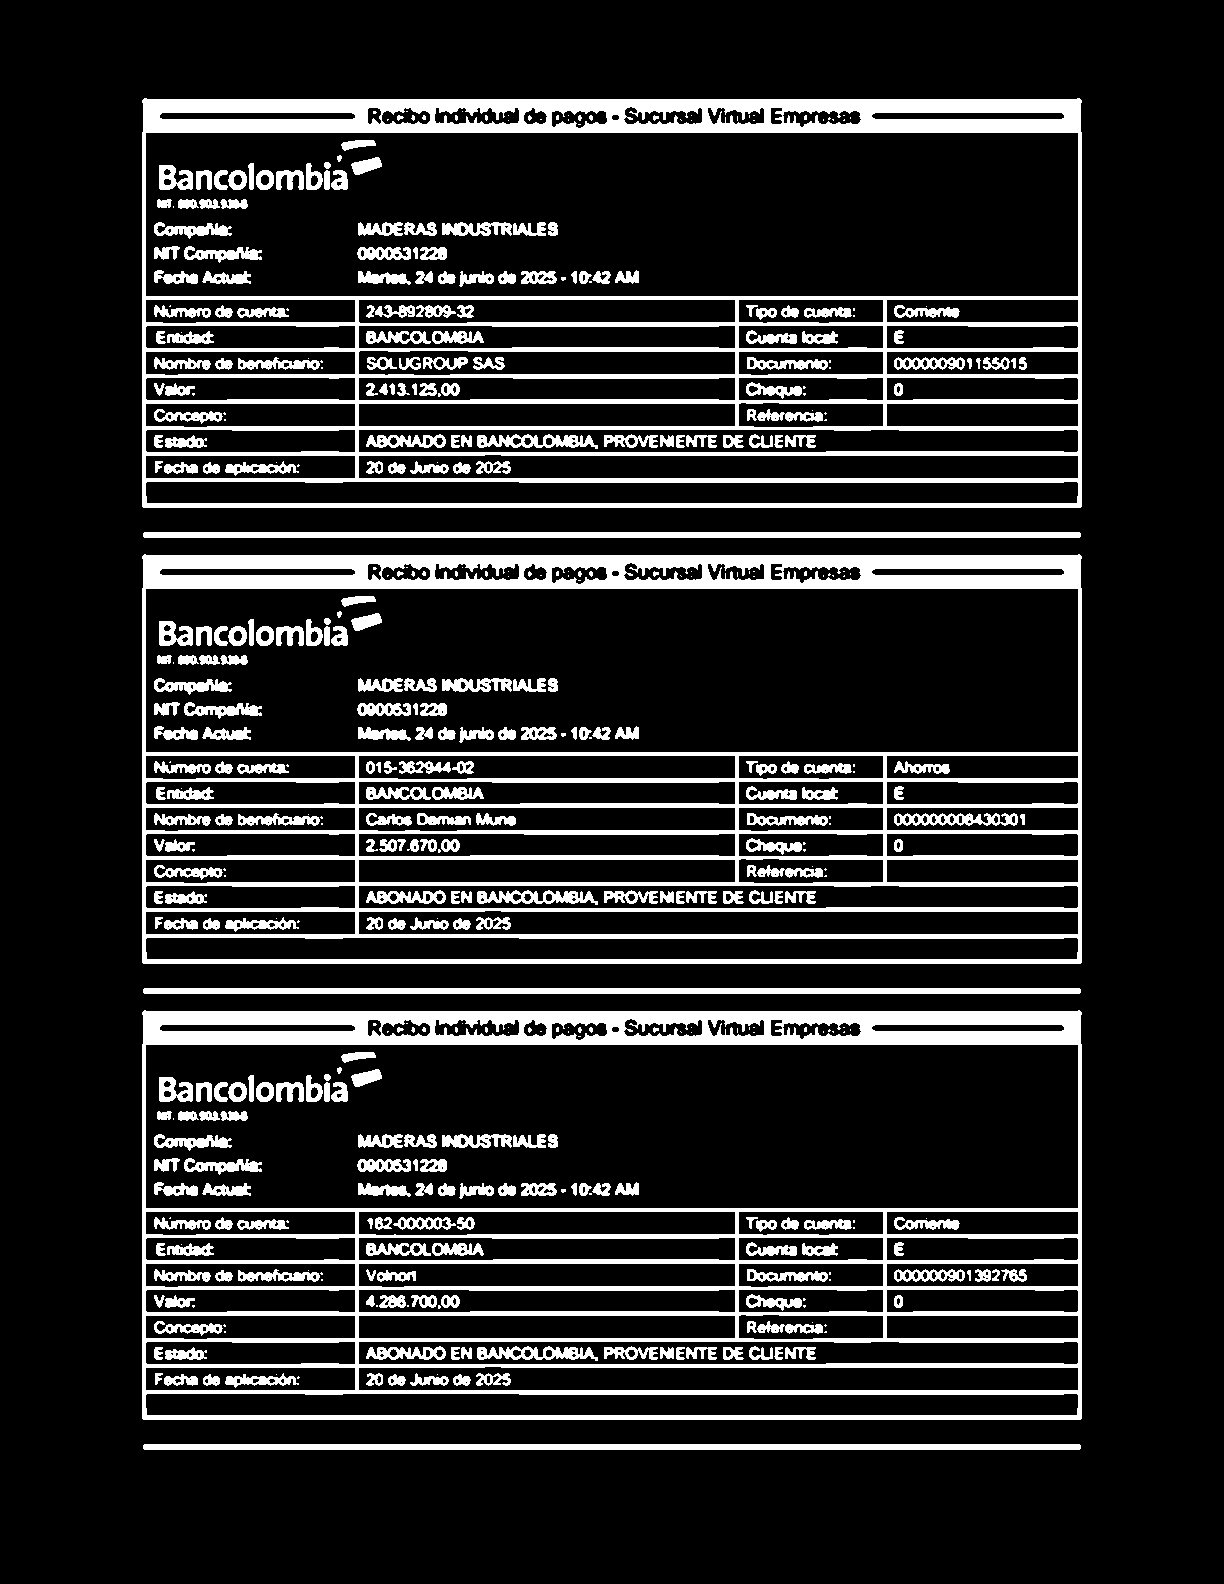 Recibo individual de pagos - Sucursal Virtual Empresas
Bancolombia
NIT. 890.903.938-8
Compañía: MADERAS INDUSTRIALES
NIT Compañía: 0900531228
Fecha Actual: Martes, 24 de junio de 2025 - 10:42 AM
Número de cuenta: 243-892809-32 Tipo de cuenta: Corriente
Entidad: BANCOLOMBIA Cuenta local: E
Nombre de beneficiario: SOLUGROUP SAS Documento: 000000901155015
Valor: 2.413.125,00 Cheque: 0
Concepto: Referencia:
Estado: ABONADO EN BANCOLOMBIA, PROVENIENTE DE CLIENTE
Fecha de aplicación: 20 de Junio de 2025
Recibo individual de pagos - Sucursal Virtual Empresas
Bancolombia
NIT. 890.903.938-8
Compañía: MADERAS INDUSTRIALES
NIT Compañía: 0900531228
Fecha Actual: Martes, 24 de junio de 2025 - 10:42 AM
Número de cuenta: 015-362944-02 Tipo de cuenta: Ahorros
Entidad: BANCOLOMBIA Cuenta local: E
Nombre de beneficiario: Carlos Damian Mune Documento: 000000008430301
Valor: 2.507.670,00 Cheque: 0
Concepto: Referencia:
Estado: ABONADO EN BANCOLOMBIA, PROVENIENTE DE CLIENTE
Fecha de aplicación: 20 de Junio de 2025
Recibo individual de pagos - Sucursal Virtual Empresas
Bancolombia
NIT. 890.903.938-8
Compañía: MADERAS INDUSTRIALES
NIT Compañía: 0900531228
Fecha Actual: Martes, 24 de junio de 2025 - 10:42 AM
Número de cuenta: 162-000003-50 Tipo de cuenta: Corriente
Entidad: BANCOLOMBIA Cuenta local: E
Nombre de beneficiario: Volnort Documento: 000000901392765
Valor: 4.286.700,00 Cheque: 0
Concepto: Referencia:
Estado: ABONADO EN BANCOLOMBIA, PROVENIENTE DE CLIENTE
Fecha de aplicación: 20 de Junio de 2025